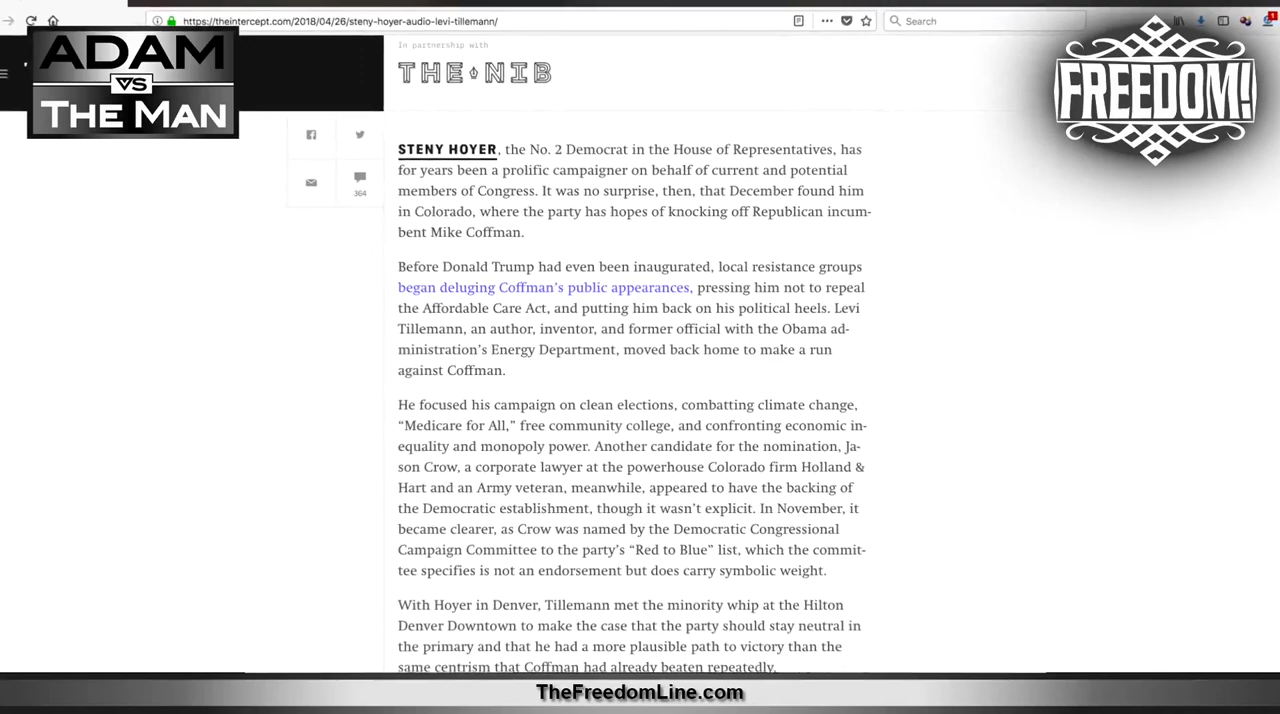 https://theintercept.com/2018/04/26/steny-hoyer-audio-levi-tillemann/
Search
ADAM
VS
THE MAN
FREEDOM!
In partnership with
THE NIB
364
STENY HOYER, the No. 2 Democrat in the House of Representatives, has
for years been a prolific campaigner on behalf of current and potential
members of Congress. It was no surprise, then, that December found him
in Colorado, where the party has hopes of knocking off Republican incum-
bent Mike Coffman.
Before Donald Trump had even been inaugurated, local resistance groups
began deluging Coffman's public appearances, pressing him not to repeal
the Affordable Care Act, and putting him back on his political heels. Levi
Tillemann, an author, inventor, and former official with the Obama ad-
ministration's Energy Department, moved back home to make a run
against Coffman.
He focused his campaign on clean elections, combatting climate change,
“Medicare for All,” free community college, and confronting economic in-
equality and monopoly power. Another candidate for the nomination, Ja-
son Crow, a corporate lawyer at the powerhouse Colorado firm Holland &
Hart and an Army veteran, meanwhile, appeared to have the backing of
the Democratic establishment, though it wasn't explicit. In November, it
became clearer, as Crow was named by the Democratic Congressional
Campaign Committee to the party's “Red to Blue” list, which the commit-
tee specifies is not an endorsement but does carry symbolic weight.
With Hoyer in Denver, Tillemann met the minority whip at the Hilton
Denver Downtown to make the case that the party should stay neutral in
the primary and that he had a more plausible path to victory than the
same centrism that Coffman had already beaten repeatedly.
TheFreedomLine.com